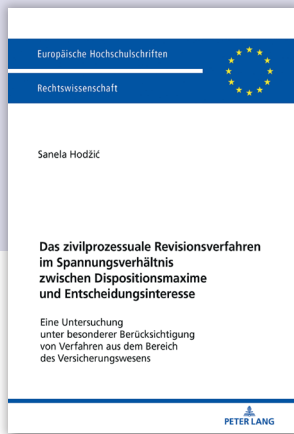 Europäische Hochschulschriften
Rechtswissenschaft
Sanela Hodžić
Das zivilprozessuale Revisionsverfahren
im Spannungsverhältnis
zwischen Dispositionsmaxime
und Entscheidungsinteresse
Eine Untersuchung
unter besonderer Berücksichtigung
von Verfahren aus dem Bereich
des Versicherungswesens
PETER LANG